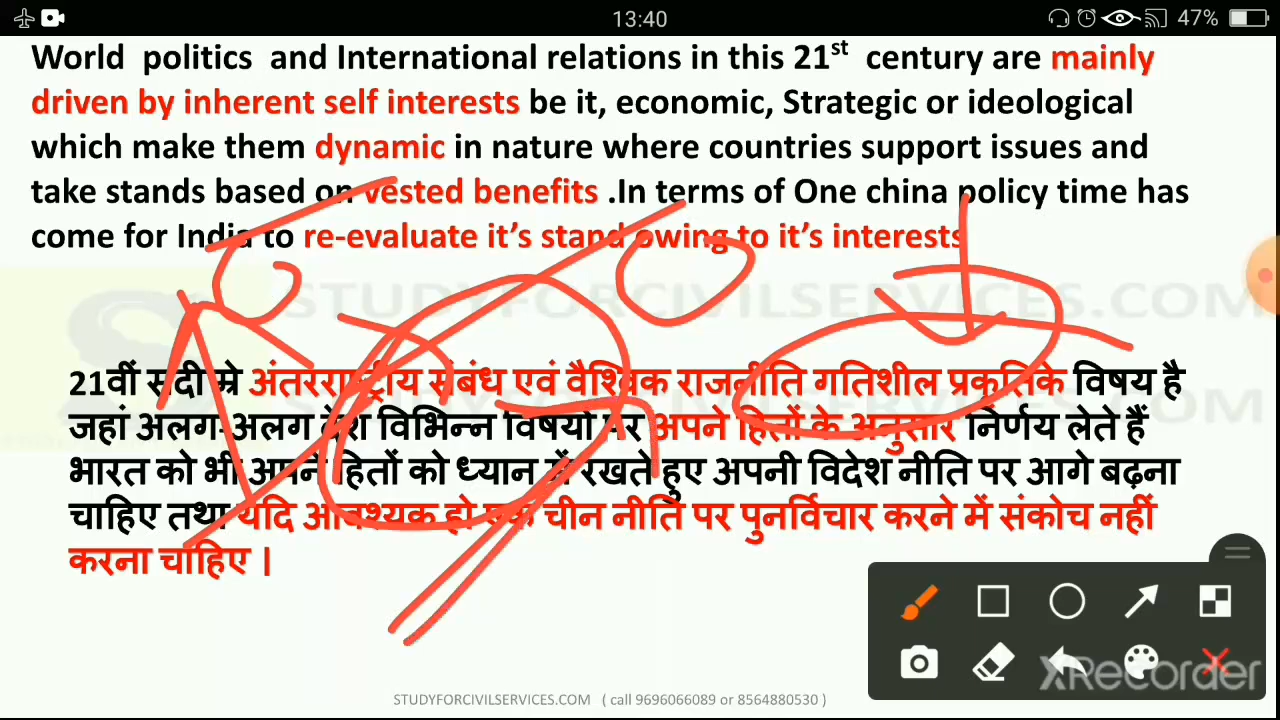 13:40
47%
World politics and International relations in this 21st century are mainly
driven by inherent self interests be it, economic, Strategic or ideological
which make them dynamic in nature where countries support issues and
take stands based on vested benefits .In terms of One china policy time has
come for India to re-evaluate it's stand owing to it's interests
STUDYFORCIVILSERVICES.COM
21वीं सदी म्रे अंतरराष्ट्रीय संबंध एवं वैश्विक राजनीति गतिशील प्रकृतिके विषय है
जहां अलग-अलग देश विभिन्न विषयों पर अपने हितों के अनुसार निर्णय लेते हैं
भारत को भी अपने हितों को ध्यान में रखते हुए अपनी विदेश नीति पर आगे बढ़ना
चाहिए तथा यदि आवश्यक हो एक चीन नीति पर पुनर्विचार करने में संकोच नहीं
करना चाहिए ।
XRecorder
STUDYFORCIVILSERVICES.COM ( call 9696066089 or 8564880530 )